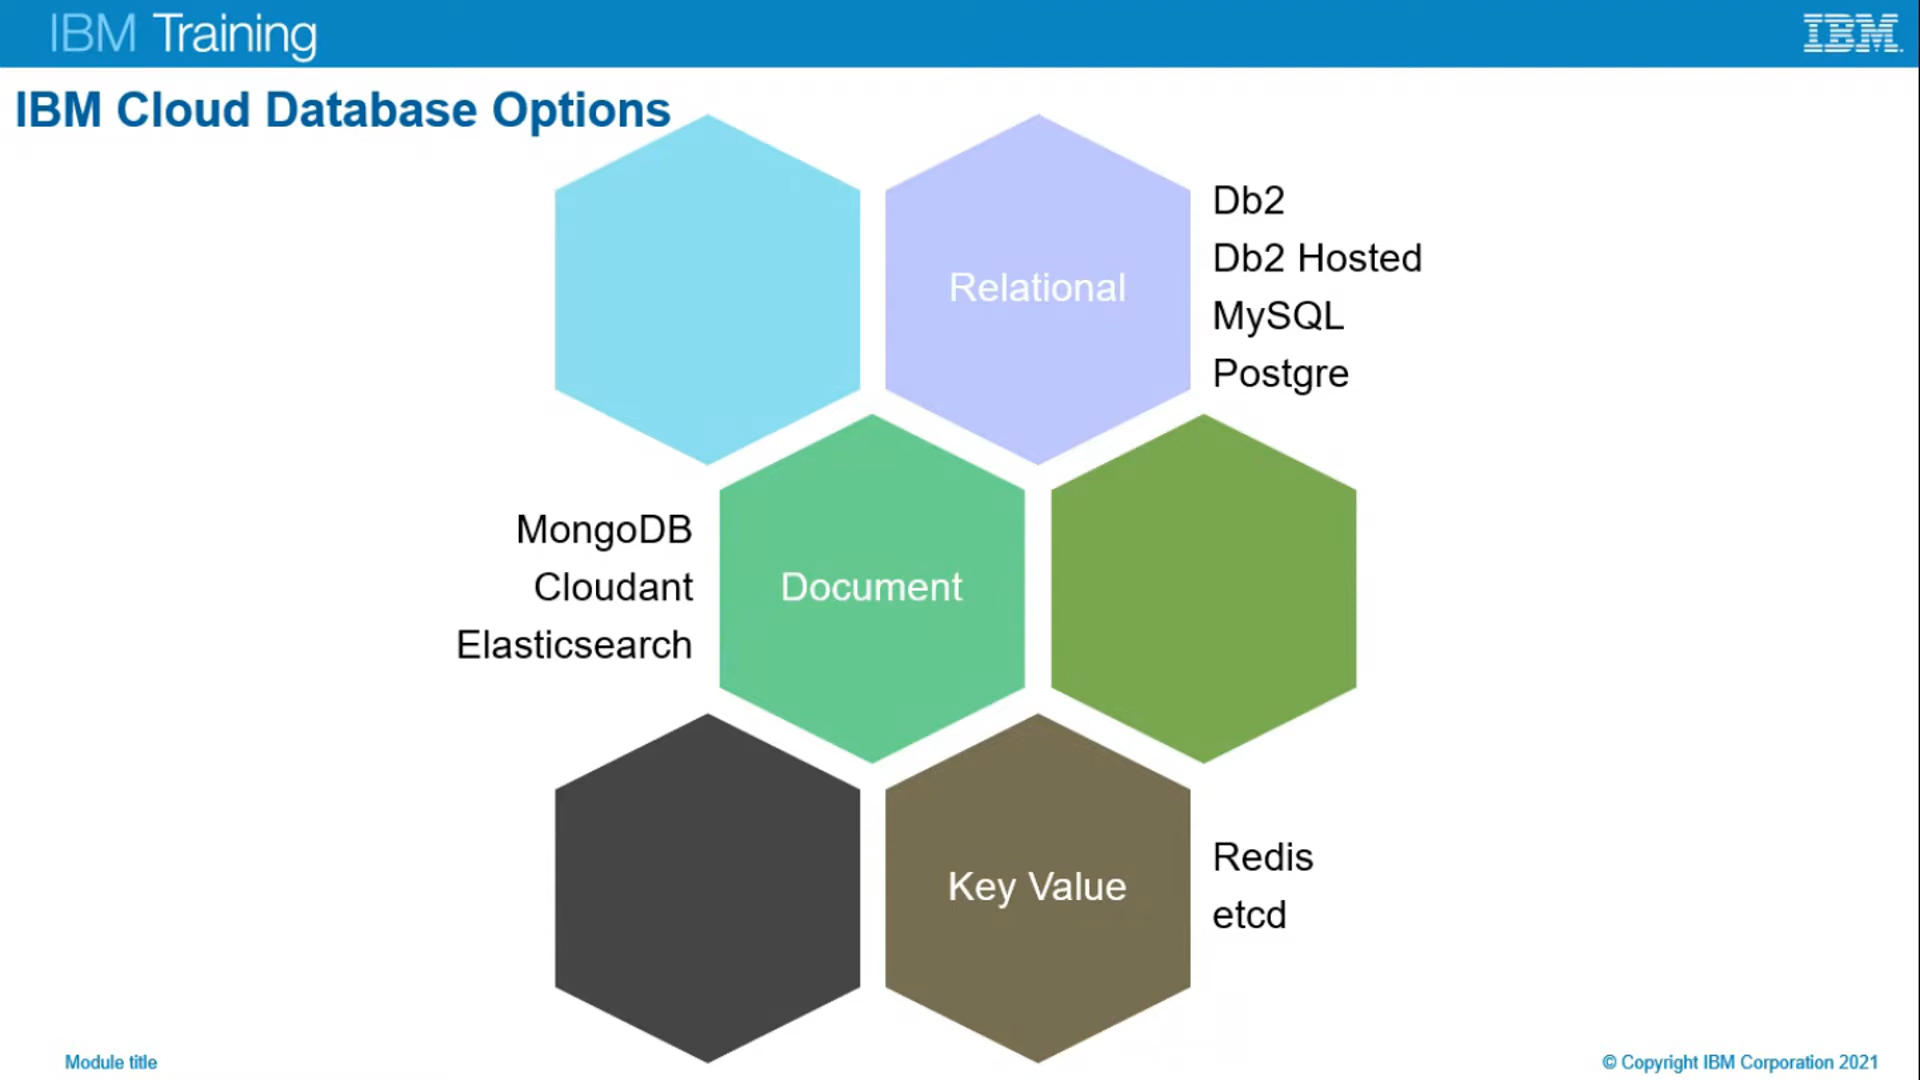 IBM Training
IBM
IBM Cloud Database Options
Relational
Db2
Db2 Hosted
MySQL
Postgre
MongoDB
Cloudant
Elasticsearch
Document
Key Value
Redis
etcd
Module title
© Copyright IBM Corporation 2021